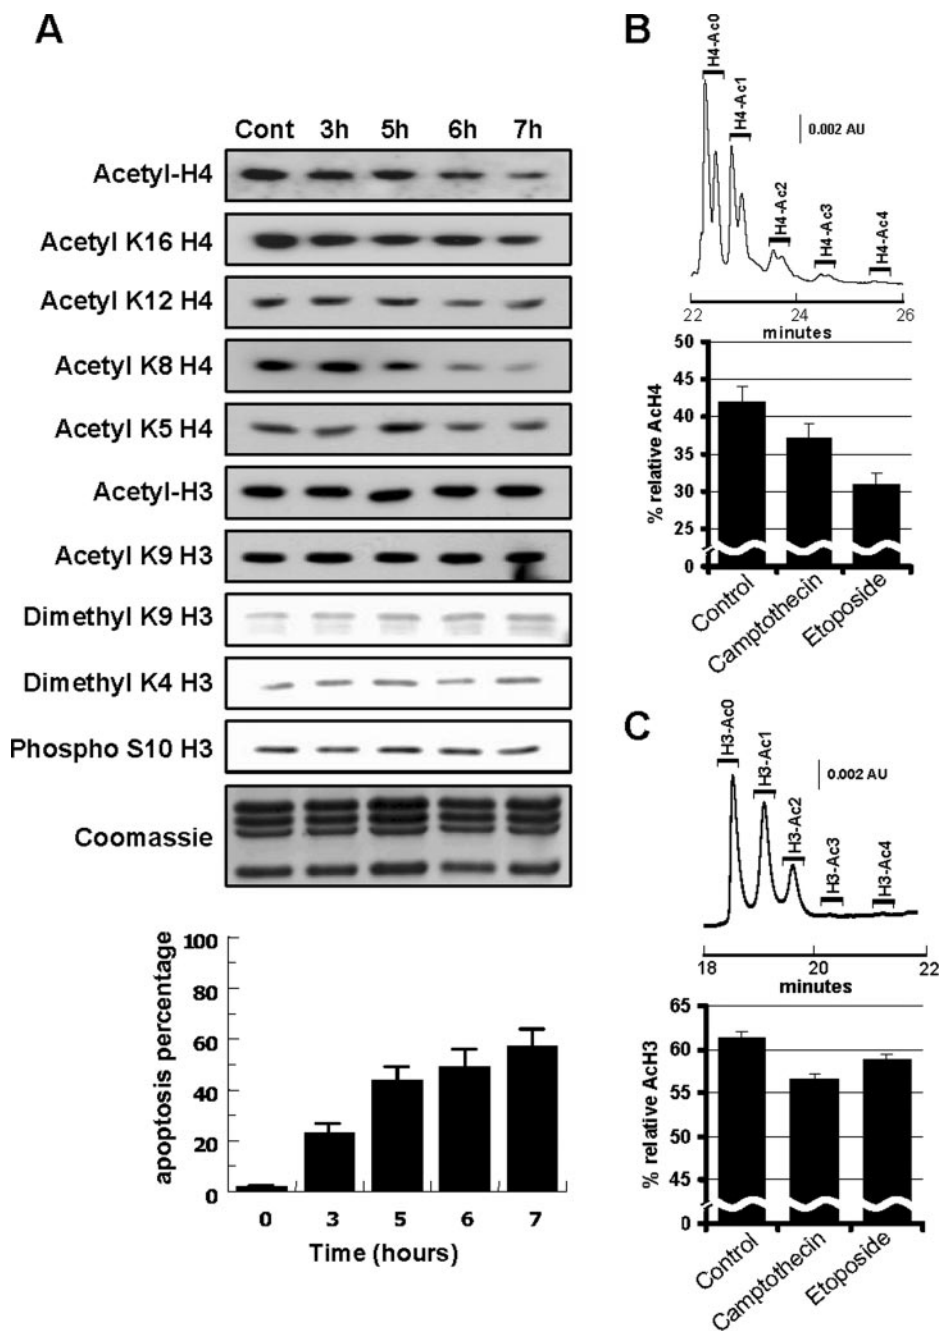 A
Cont 3h 5h 6h 7h
Acetyl-H4
Acetyl K16 H4
Acetyl K12 H4
Acetyl K8 H4
Acetyl K5 H4
Acetyl-H3
Acetyl K9 H3
Dimethyl K9 H3
Dimethyl K4 H3
Phospho S10 H3
Coomassie
apoptosis percentage
100
80
60
40
20
0
0 3 5 6 7
Time (hours)
B
H4-Ac0
H4-Ac1
H4-Ac2
H4-Ac3
H4-Ac4
0.002 AU
22 24 26
minutes
% relative AcH4
50
45
40
35
30
25
0
Control
Camptothecin
Etoposide
C
H3-Ac0
H3-Ac1
H3-Ac2
H3-Ac3
H3-Ac4
0.002 AU
18 20 22
minutes
% relative AcH3
65
60
55
50
45
0
Control
Camptothecin
Etoposide